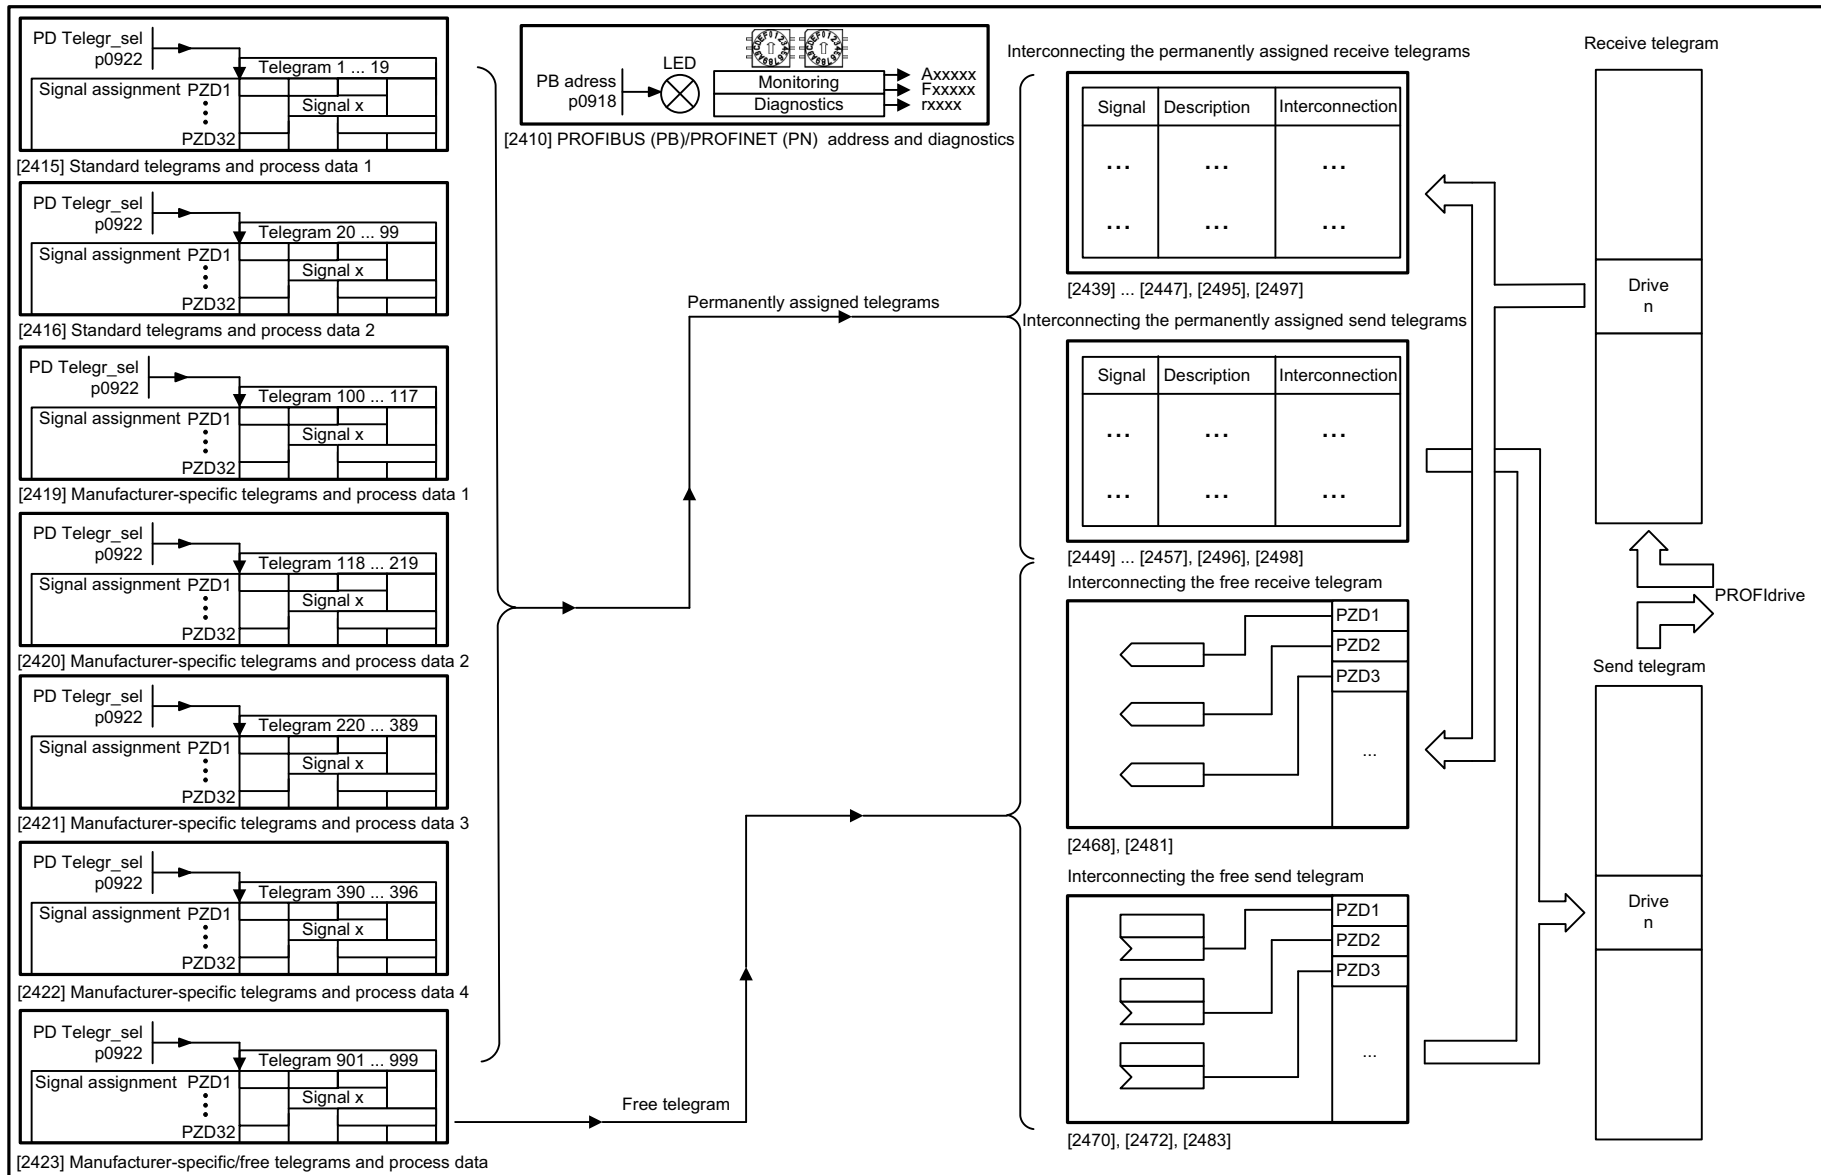 PD Telegr_sel
p0922
Telegram 1 ... 19
Signal assignment PZD1
Signal x
PZD32
[2415] Standard telegrams and process data 1
PD Telegr_sel
p0922
Telegram 20 ... 99
Signal assignment PZD1
Signal x
PZD32
[2416] Standard telegrams and process data 2
PD Telegr_sel
p0922
Telegram 100 ... 117
Signal assignment PZD1
Signal x
PZD32
[2419] Manufacturer-specific telegrams and process data 1
PD Telegr_sel
p0922
Telegram 118 ... 219
Signal assignment PZD1
Signal x
PZD32
[2420] Manufacturer-specific telegrams and process data 2
PD Telegr_sel
p0922
Telegram 220 ... 389
Signal assignment PZD1
Signal x
PZD32
[2421] Manufacturer-specific telegrams and process data 3
PD Telegr_sel
p0922
Telegram 390 ... 396
Signal assignment PZD1
Signal x
PZD32
[2422] Manufacturer-specific telegrams and process data 4
PD Telegr_sel
p0922
Telegram 901 ... 999
Signal assignment PZD1
Signal x
PZD32
[2423] Manufacturer-specific/free telegrams and process data
PB adress
p0918
LED
Monitoring
Diagnostics
Axxxxx
Fxxxxx
rxxxx
[2410] PROFIBUS (PB)/PROFINET (PN) address and diagnostics
Permanently assigned telegrams
Free telegram
Interconnecting the permanently assigned receive telegrams
Signal Description Interconnection
... ... ...
... ... ...
[2439] ... [2447], [2495], [2497]
Interconnecting the permanently assigned send telegrams
Signal Description Interconnection
... ... ...
... ... ...
[2449] ... [2457], [2496], [2498]
Interconnecting the free receive telegram
PZD1
PZD2
PZD3
...
[2468], [2481]
Interconnecting the free send telegram
PZD1
PZD2
PZD3
...
[2470], [2472], [2483]
Receive telegram
Drive
n
PROFIdrive
Send telegram
Drive
n